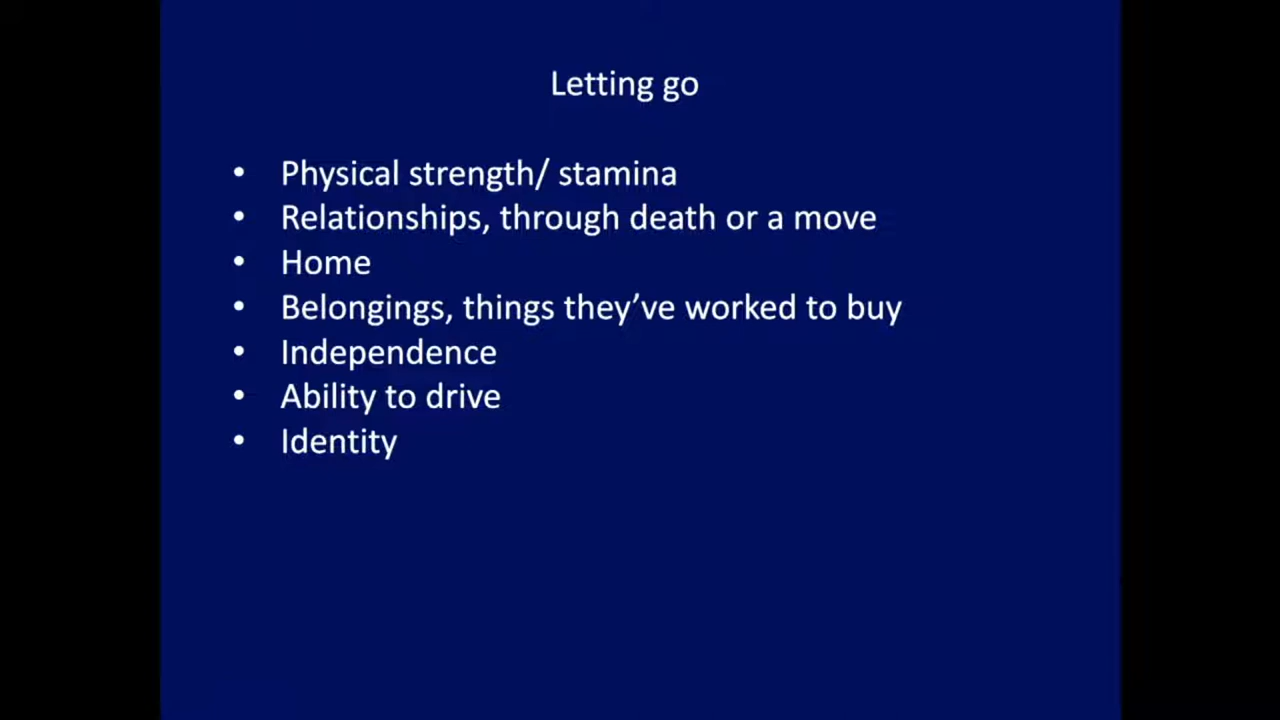 Letting go
• Physical strength/ stamina
• Relationships, through death or a move
• Home
• Belongings, things they’ve worked to buy
• Independence
• Ability to drive
• Identity